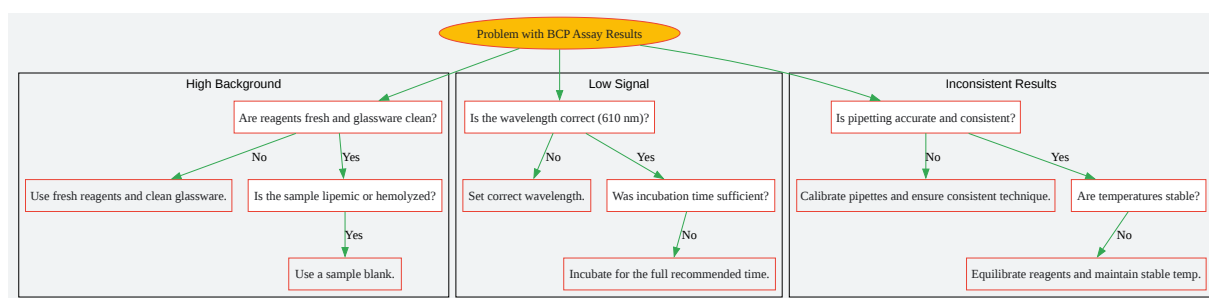 Problem with BCP Assay Results
High Background
Low Signal
Inconsistent Results
Are reagents fresh and glassware clean?
Is the wavelength correct (610 nm)?
Is pipetting accurate and consistent?
No
Yes
No
Yes
No
Yes
Use fresh reagents and clean glassware.
Is the sample lipemic or hemolyzed?
Set correct wavelength.
Was incubation time sufficient?
Calibrate pipettes and ensure consistent technique.
Are temperatures stable?
Yes
No
No
Use a sample blank.
Incubate for the full recommended time.
Equilibrate reagents and maintain stable temp.